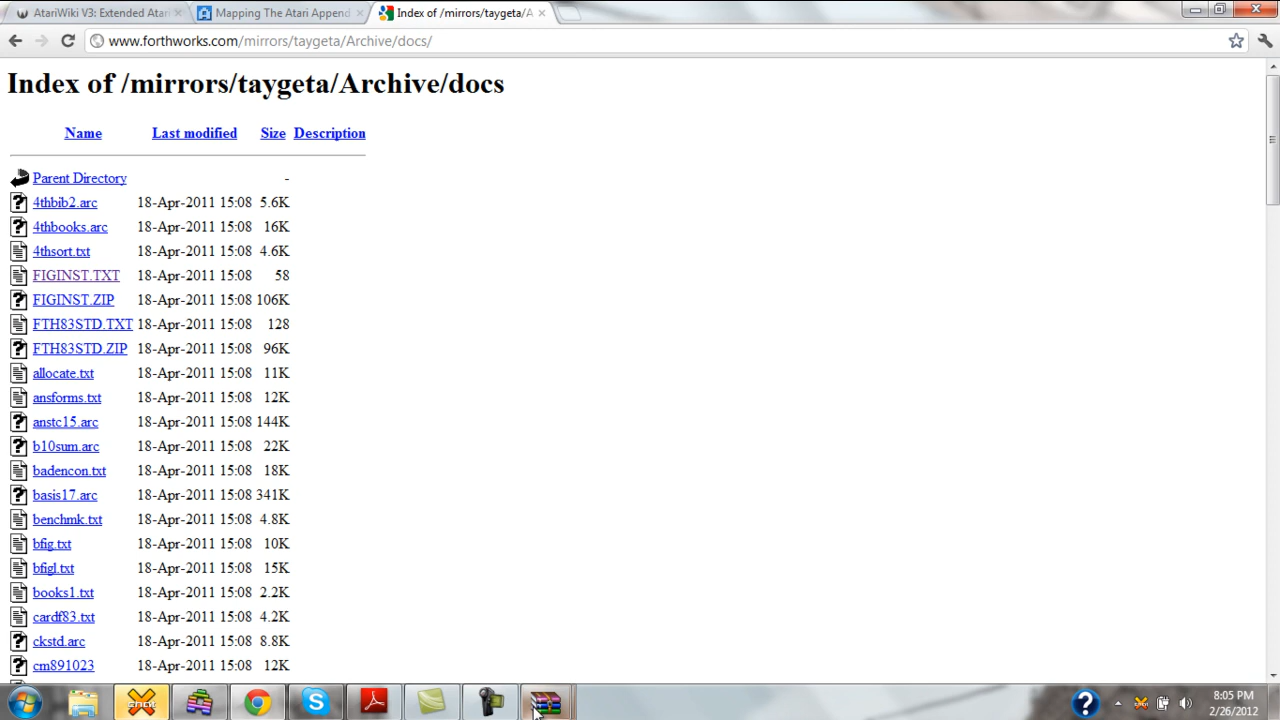 AtariWiki V3: Extended Atari
Mapping The Atari Append
Index of /mirrors/taygeta/A
www.forthworks.com/mirrors/taygeta/Archive/docs/
Index of /mirrors/taygeta/Archive/docs
Name Last modified Size Description
Parent Directory -
4thbib2.arc 18-Apr-2011 15:08 5.6K
4thbooks.arc 18-Apr-2011 15:08 16K
4thsort.txt 18-Apr-2011 15:08 4.6K
FIGINST.TXT 18-Apr-2011 15:08 58
FIGINST.ZIP 18-Apr-2011 15:08 106K
FTH83STD.TXT 18-Apr-2011 15:08 128
FTH83STD.ZIP 18-Apr-2011 15:08 96K
allocate.txt 18-Apr-2011 15:08 11K
ansforms.txt 18-Apr-2011 15:08 12K
anstc15.arc 18-Apr-2011 15:08 144K
b10sum.arc 18-Apr-2011 15:08 22K
badencon.txt 18-Apr-2011 15:08 18K
basis17.arc 18-Apr-2011 15:08 341K
benchmk.txt 18-Apr-2011 15:08 4.8K
bfig.txt 18-Apr-2011 15:08 10K
bfigl.txt 18-Apr-2011 15:08 15K
books1.txt 18-Apr-2011 15:08 2.2K
cardf83.txt 18-Apr-2011 15:08 4.2K
ckstd.arc 18-Apr-2011 15:08 8.8K
cm891023 18-Apr-2011 15:08 12K
8:05 PM
2/26/2012